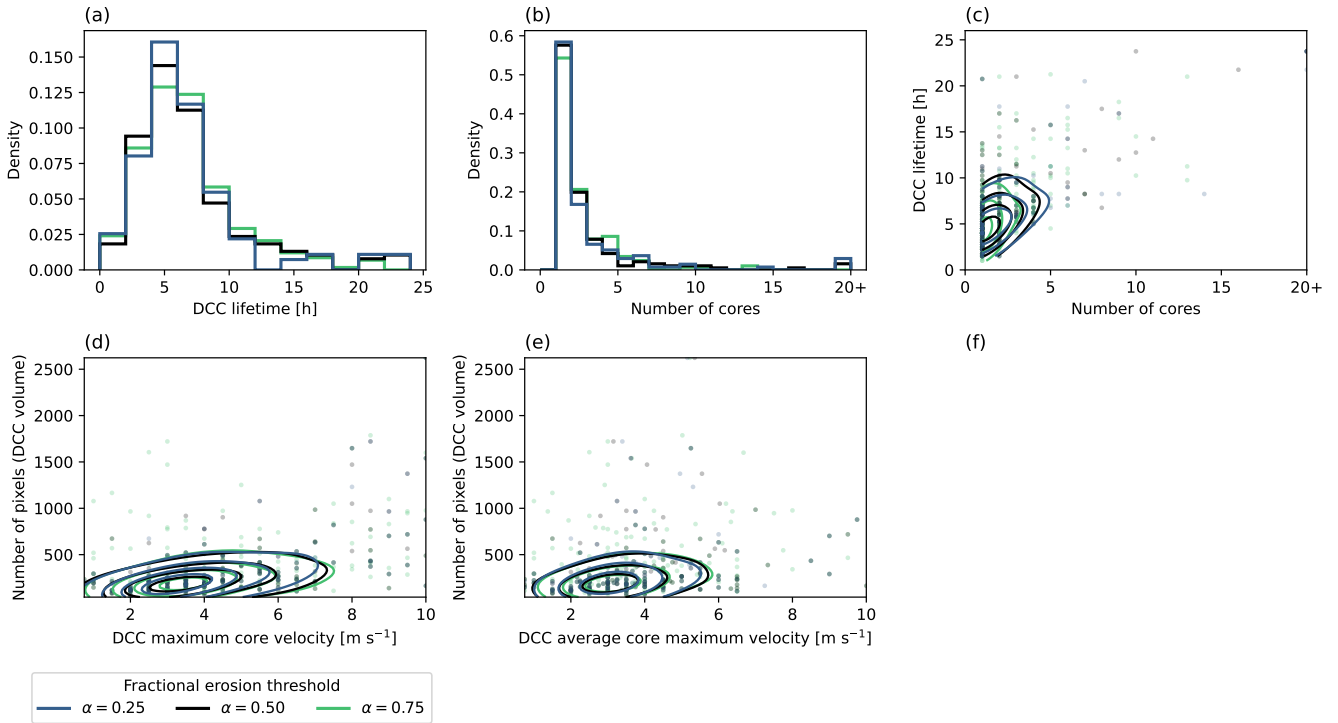 (a)
(b)
(c)
0.150
0.125
0.100
0.075
0.050
0.025
0.000
Density
0 5 10 15 20 25
DCC lifetime [h]
0.6
0.5
0.4
0.3
0.2
0.1
0.0
Density
0 5 10 15 20+
Number of cores
25
20
15
10
5
0
DCC lifetime [h]
0 5 10 15 20+
Number of cores
(d)
(e)
(f)
2500
2000
1500
1000
500
Number of pixels (DCC volume)
2 4 6 8 10
DCC maximum core velocity [m s⁻¹]
2500
2000
1500
1000
500
Number of pixels (DCC volume)
2 4 6 8 10
DCC average core maximum velocity [m s⁻¹]
Fractional erosion threshold
α = 0.25 α = 0.50 α = 0.75